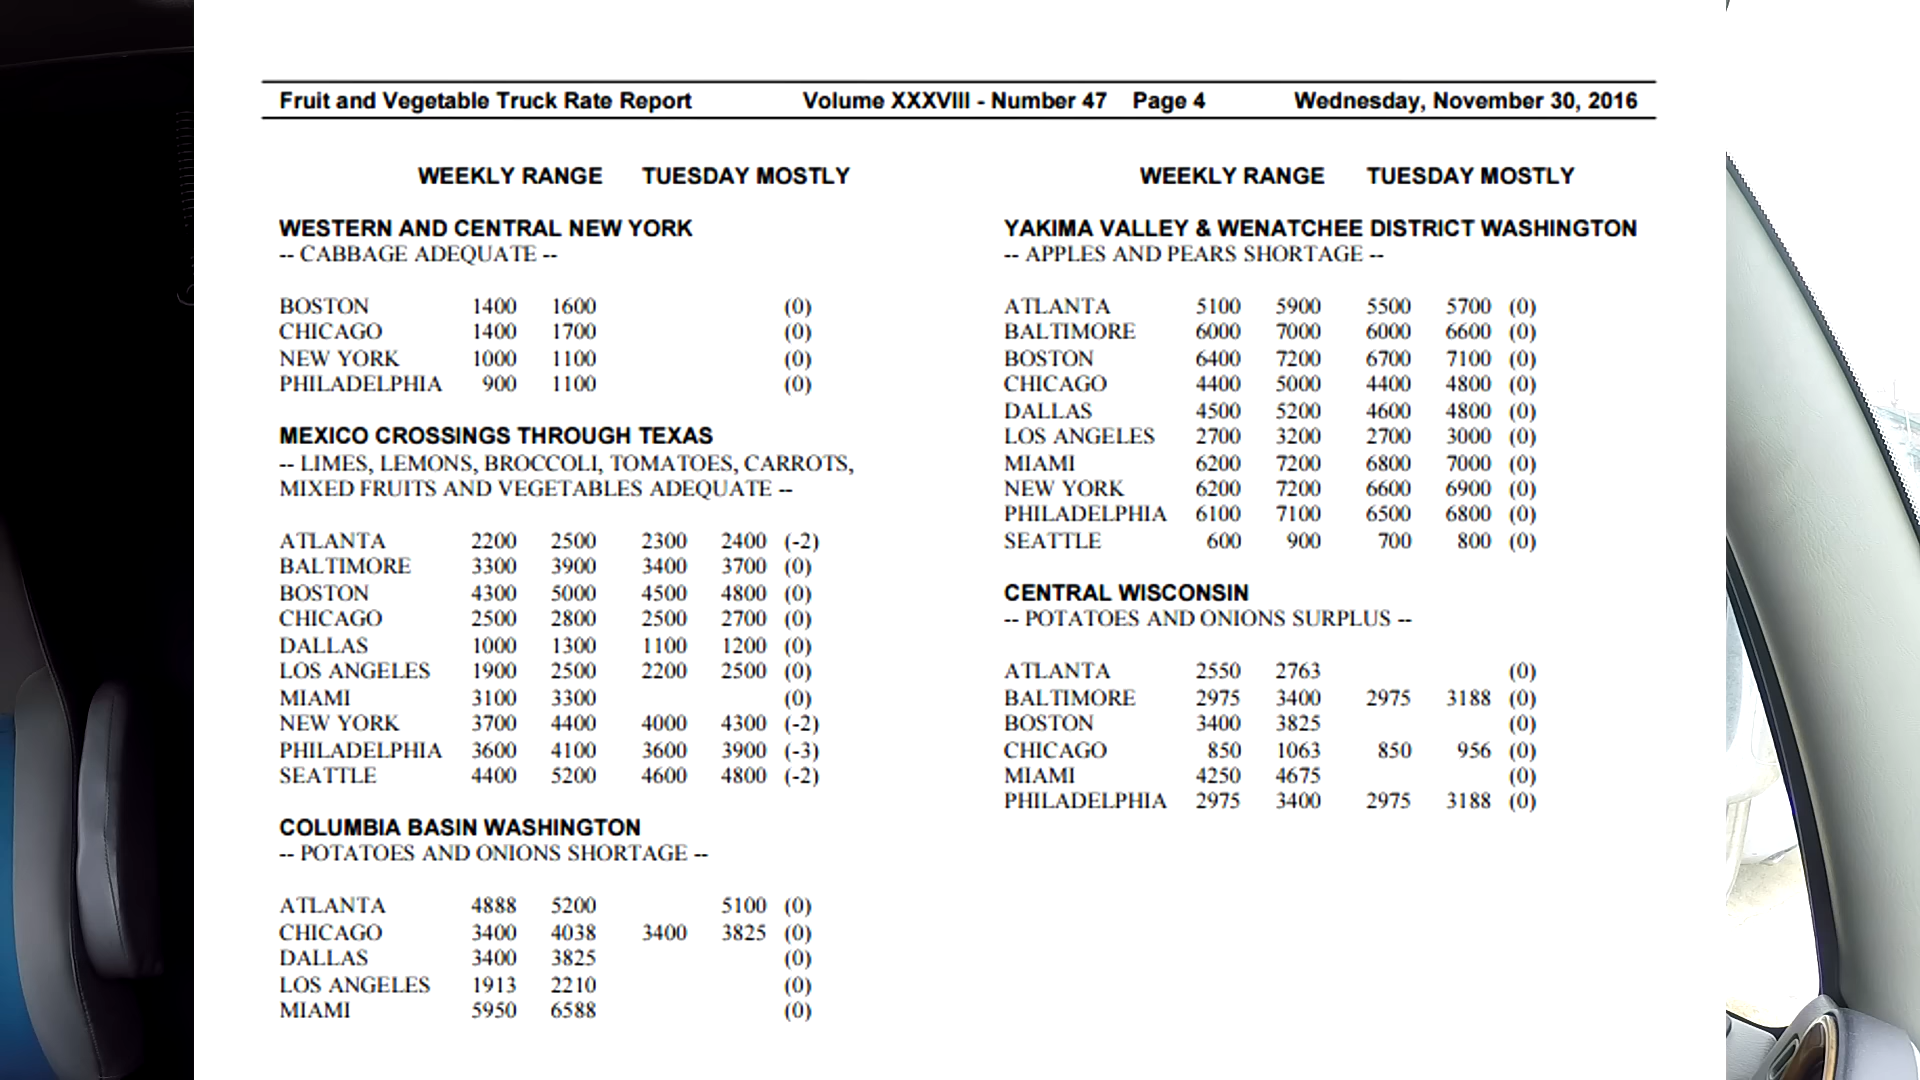 Fruit and Vegetable Truck Rate Report Volume XXXVIII - Number 47 Page 4 Wednesday, November 30, 2016
WEEKLY RANGE TUESDAY MOSTLY
WESTERN AND CENTRAL NEW YORK
-- CABBAGE ADEQUATE --
BOSTON 1400 1600 (0)
CHICAGO 1400 1700 (0)
NEW YORK 1000 1100 (0)
PHILADELPHIA 900 1100 (0)
MEXICO CROSSINGS THROUGH TEXAS
-- LIMES, LEMONS, BROCCOLI, TOMATOES, CARROTS,
MIXED FRUITS AND VEGETABLES ADEQUATE --
ATLANTA 2200 2500 2300 2400 (-2)
BALTIMORE 3300 3900 3400 3700 (0)
BOSTON 4300 5000 4500 4800 (0)
CHICAGO 2500 2800 2500 2700 (0)
DALLAS 1000 1300 1100 1200 (0)
LOS ANGELES 1900 2500 2200 2500 (0)
MIAMI 3100 3300 (0)
NEW YORK 3700 4400 4000 4300 (-2)
PHILADELPHIA 3600 4100 3600 3900 (-3)
SEATTLE 4400 5200 4600 4800 (-2)
COLUMBIA BASIN WASHINGTON
-- POTATOES AND ONIONS SHORTAGE --
ATLANTA 4888 5200 5100 (0)
CHICAGO 3400 4038 3400 3825 (0)
DALLAS 3400 3825 (0)
LOS ANGELES 1913 2210 (0)
MIAMI 5950 6588 (0)
WEEKLY RANGE TUESDAY MOSTLY
YAKIMA VALLEY & WENATCHEE DISTRICT WASHINGTON
-- APPLES AND PEARS SHORTAGE --
ATLANTA 5100 5900 5500 5700 (0)
BALTIMORE 6000 7000 6000 6600 (0)
BOSTON 6400 7200 6700 7100 (0)
CHICAGO 4400 5000 4400 4800 (0)
DALLAS 4500 5200 4600 4800 (0)
LOS ANGELES 2700 3200 2700 3000 (0)
MIAMI 6200 7200 6800 7000 (0)
NEW YORK 6200 7200 6600 6900 (0)
PHILADELPHIA 6100 7100 6500 6800 (0)
SEATTLE 600 900 700 800 (0)
CENTRAL WISCONSIN
-- POTATOES AND ONIONS SURPLUS --
ATLANTA 2550 2763 (0)
BALTIMORE 2975 3400 2975 3188 (0)
BOSTON 3400 3825 (0)
CHICAGO 850 1063 850 956 (0)
MIAMI 4250 4675 (0)
PHILADELPHIA 2975 3400 2975 3188 (0)